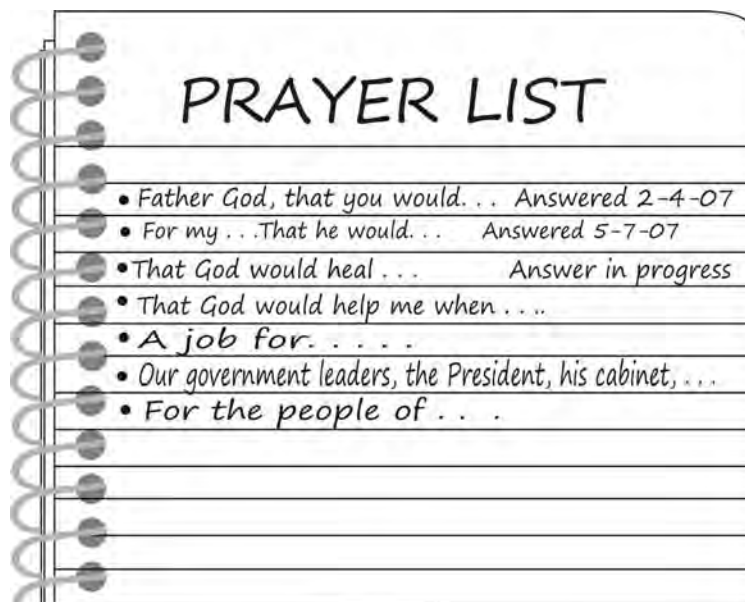 PRAYER LIST
• Father God, that you would. . . Answered 2-4-07
• For my . . .That he would. . . Answered 5-7-07
•That God would heal . . . Answer in progress
• That God would help me when . . ..
• A job for. . . . .
• Our government leaders, the President, his cabinet, . . .
• For the people of . . .